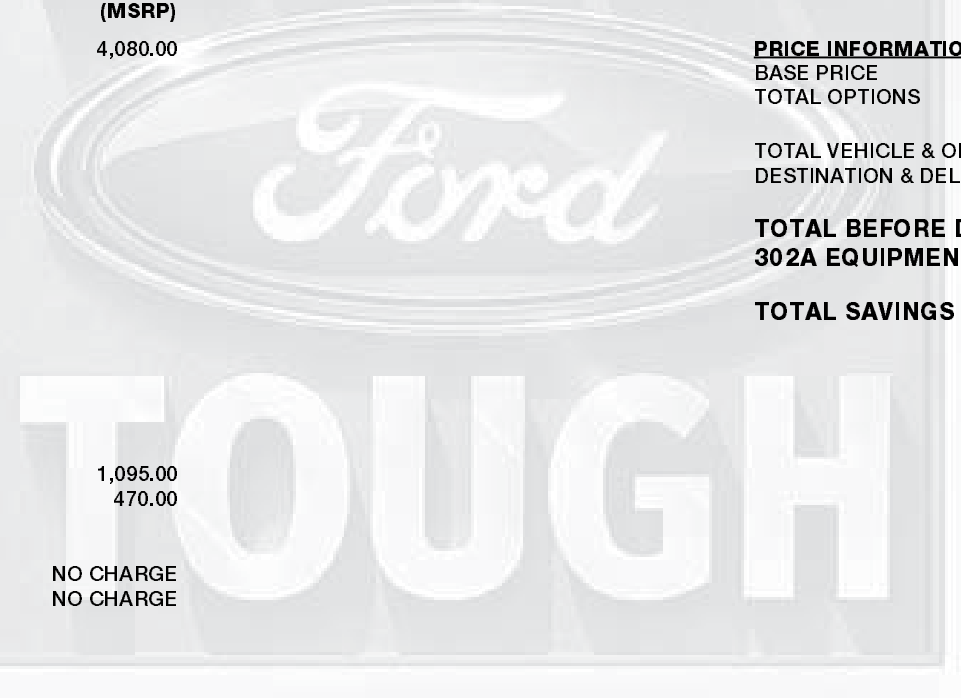 (MSRP)
4,080.00
1,095.00
470.00
NO CHARGE
NO CHARGE
Ford
TOUGH
PRICE INFORMATIO
BASE PRICE
TOTAL OPTIONS
TOTAL VEHICLE & O
DESTINATION & DEL
TOTAL BEFORE D
302A EQUIPMEN
TOTAL SAVINGS